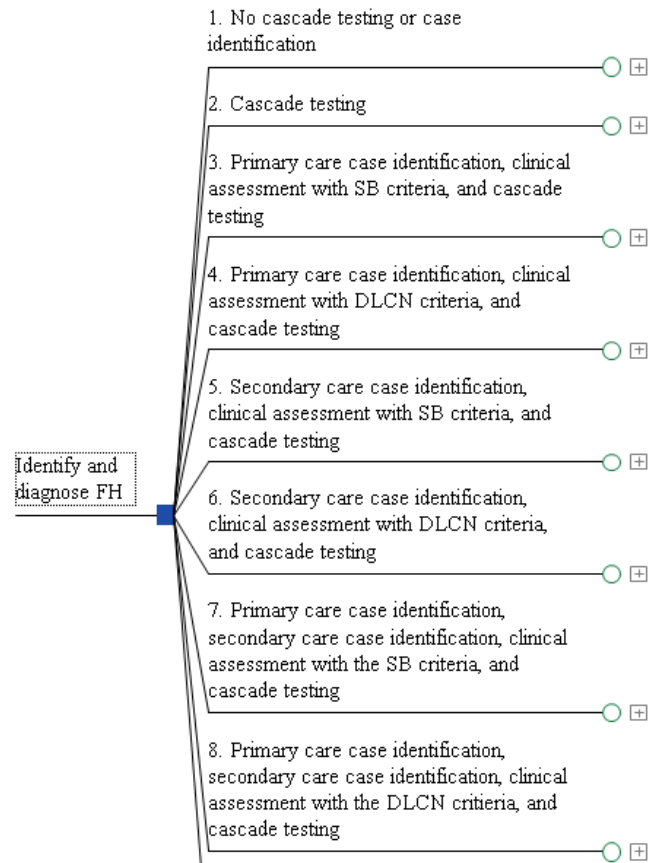 1. No cascade testing or case
identification
2. Cascade testing
3. Primary care case identification, clinical
assessment with SB criteria, and cascade
testing
4. Primary care case identification, clinical
assessment with DLCN criteria, and
cascade testing
5. Secondary care case identification,
clinical assessment with SB criteria, and
cascade testing
Identify and
diagnose FH
6. Secondary care case identification,
clinical assessment with DLCN criteria,
and cascade testing
7. Primary care case identification,
secondary care case identification, clinical
assessment with the SB criteria, and
cascade testing
8. Primary care case identification,
secondary care case identification, clinical
assessment with the DLCN critieria, and
cascade testing